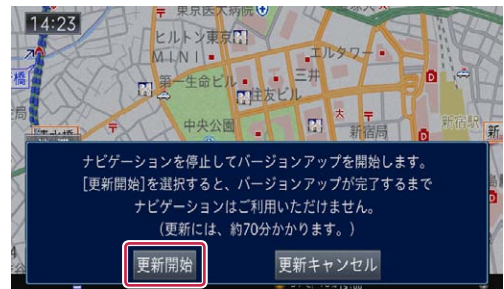 14:23
東京医大病院
ヒルトン東京
MINI
エルタワー
第一生命ビル
三井
住友ビル
大
中央公園
新宿局
新宿駅
新
橋
局
清水橋
ナビゲーションを停止してバージョンアップを開始します。
[更新開始]を選択すると、バージョンアップが完了するまで
ナビゲーションはご利用いただけません。
(更新には、約70分かかります。)
更新開始
更新キャンセル